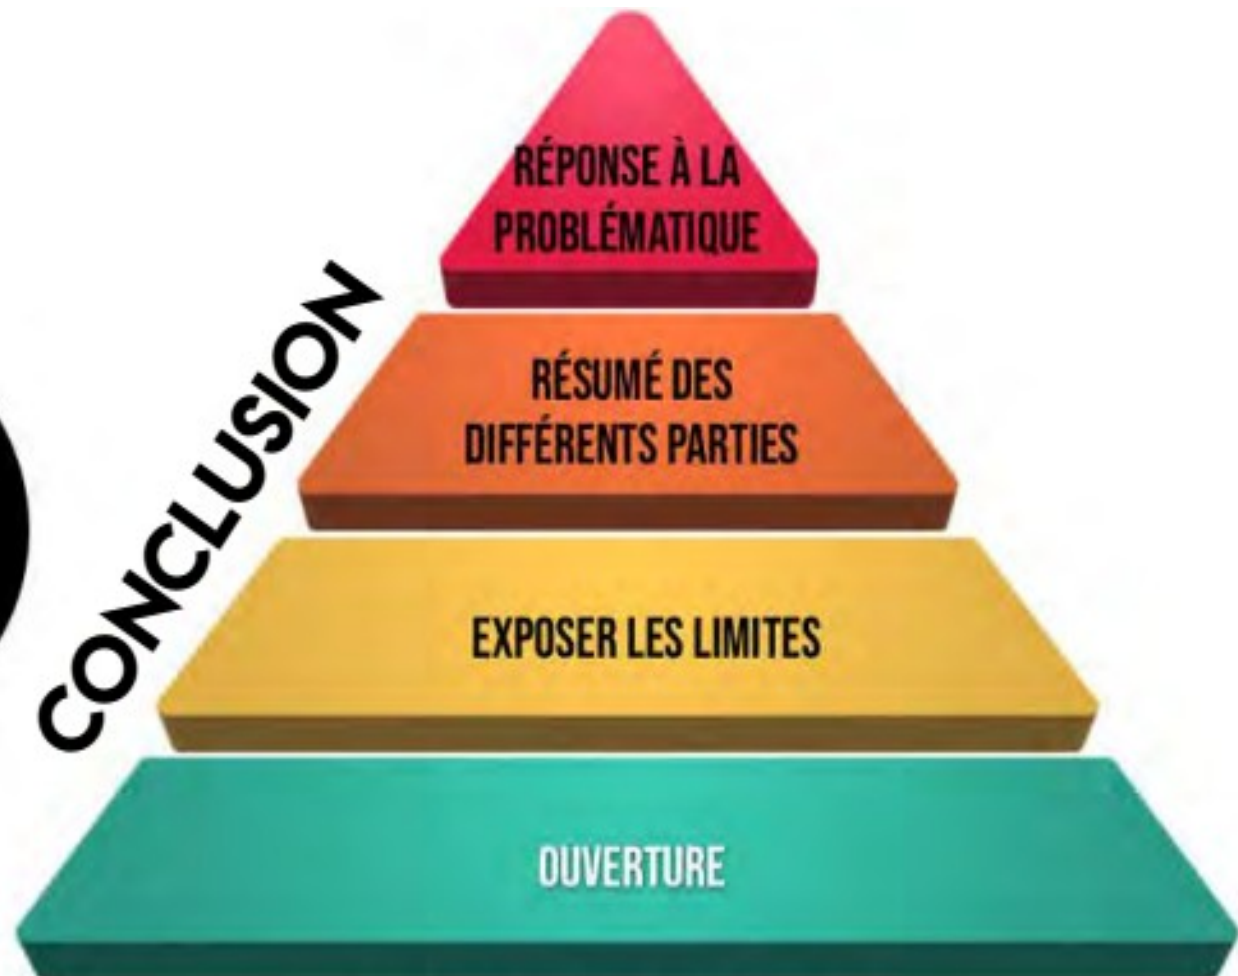 CONCLUSION
RÉPONSE À LA
PROBLÉMATIQUE
RÉSUMÉ DES
DIFFÉRENTS PARTIES
EXPOSER LES LIMITES
OUVERTURE